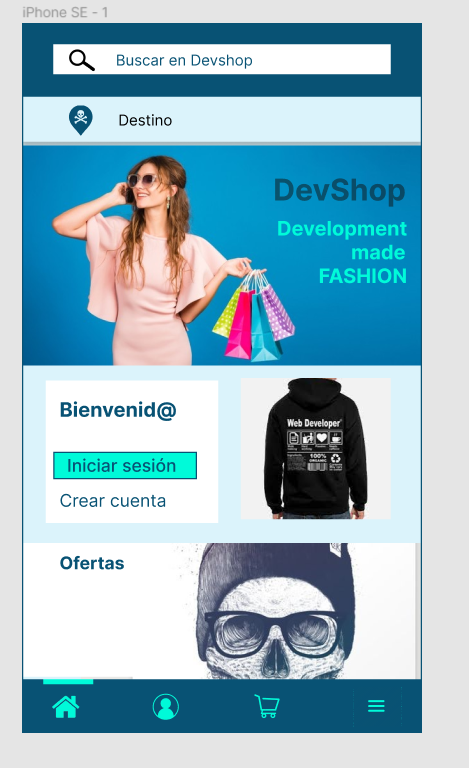 iPhone SE - 1
Buscar en Devshop
Destino
DevShop
Development
made
FASHION
Bienvenid@
Iniciar sesión
Crear cuenta
Web Developer
100%
ORGANIC
Ofertas